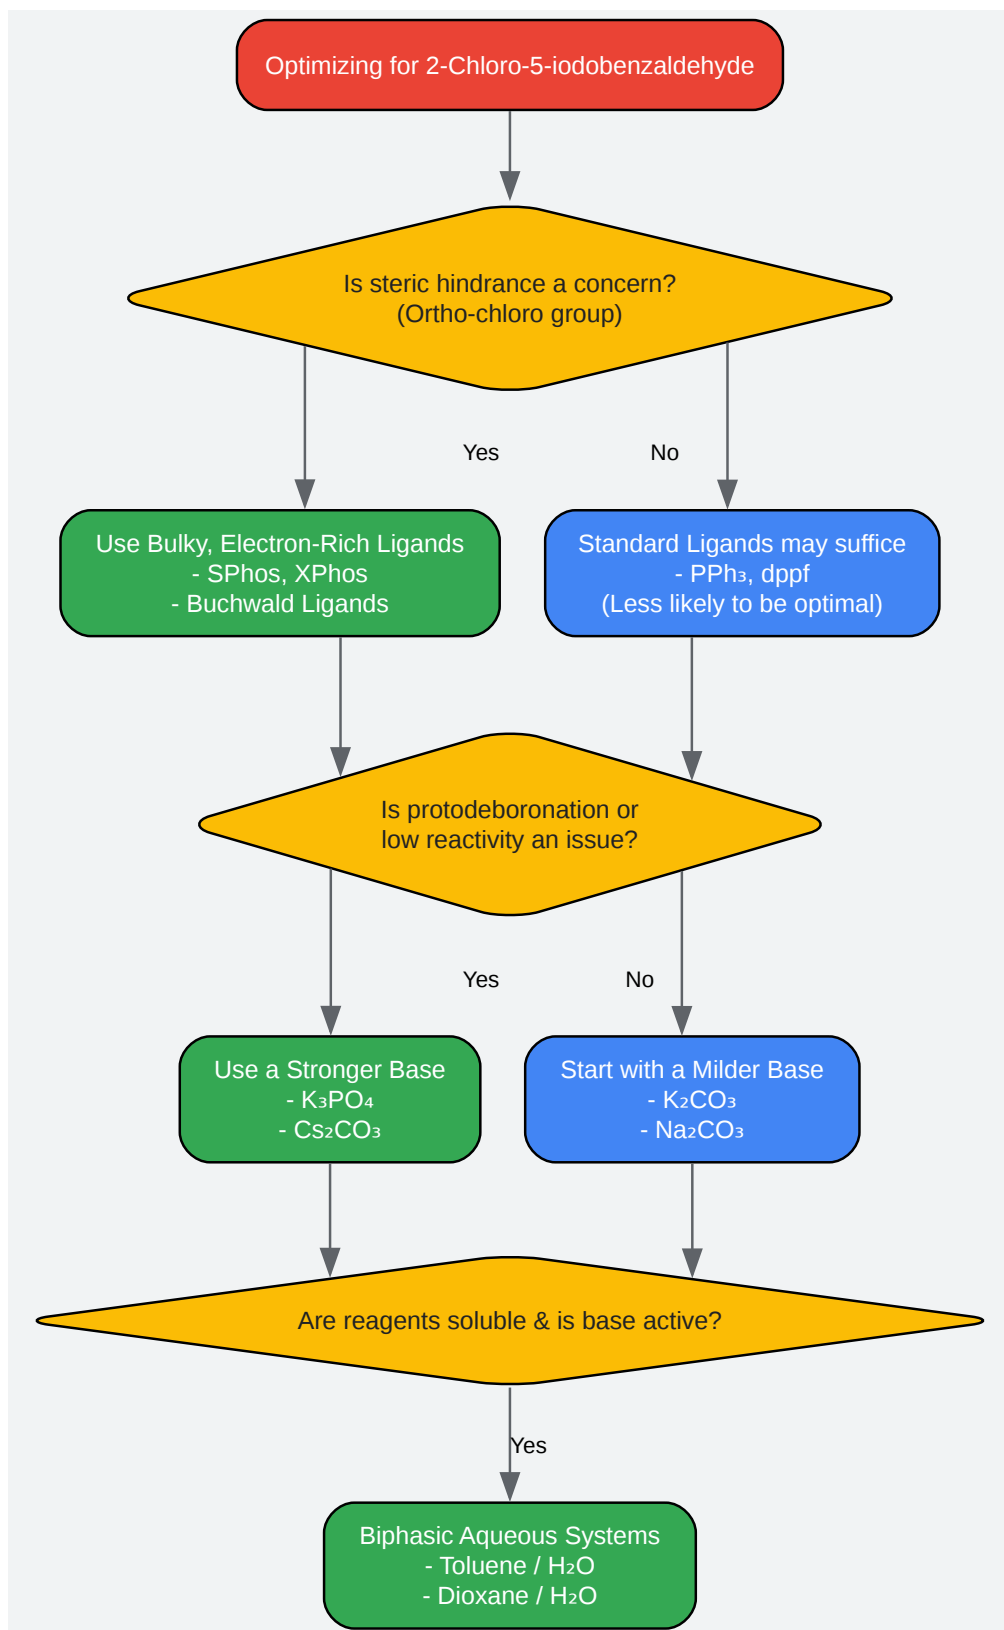 Optimizing for 2-Chloro-5-iodobenzaldehyde
Is steric hindrance a concern?
(Ortho-chloro group)
Yes
No
Use Bulky, Electron-Rich Ligands
- SPhos, XPhos
- Buchwald Ligands
Standard Ligands may suffice
- PPh₃, dppf
(Less likely to be optimal)
Is protodeboronation or
low reactivity an issue?
Yes
No
Use a Stronger Base
- K₃PO₄
- Cs₂CO₃
Start with a Milder Base
- K₂CO₃
- Na₂CO₃
Are reagents soluble & is base active?
Yes
Biphasic Aqueous Systems
- Toluene / H₂O
- Dioxane / H₂O